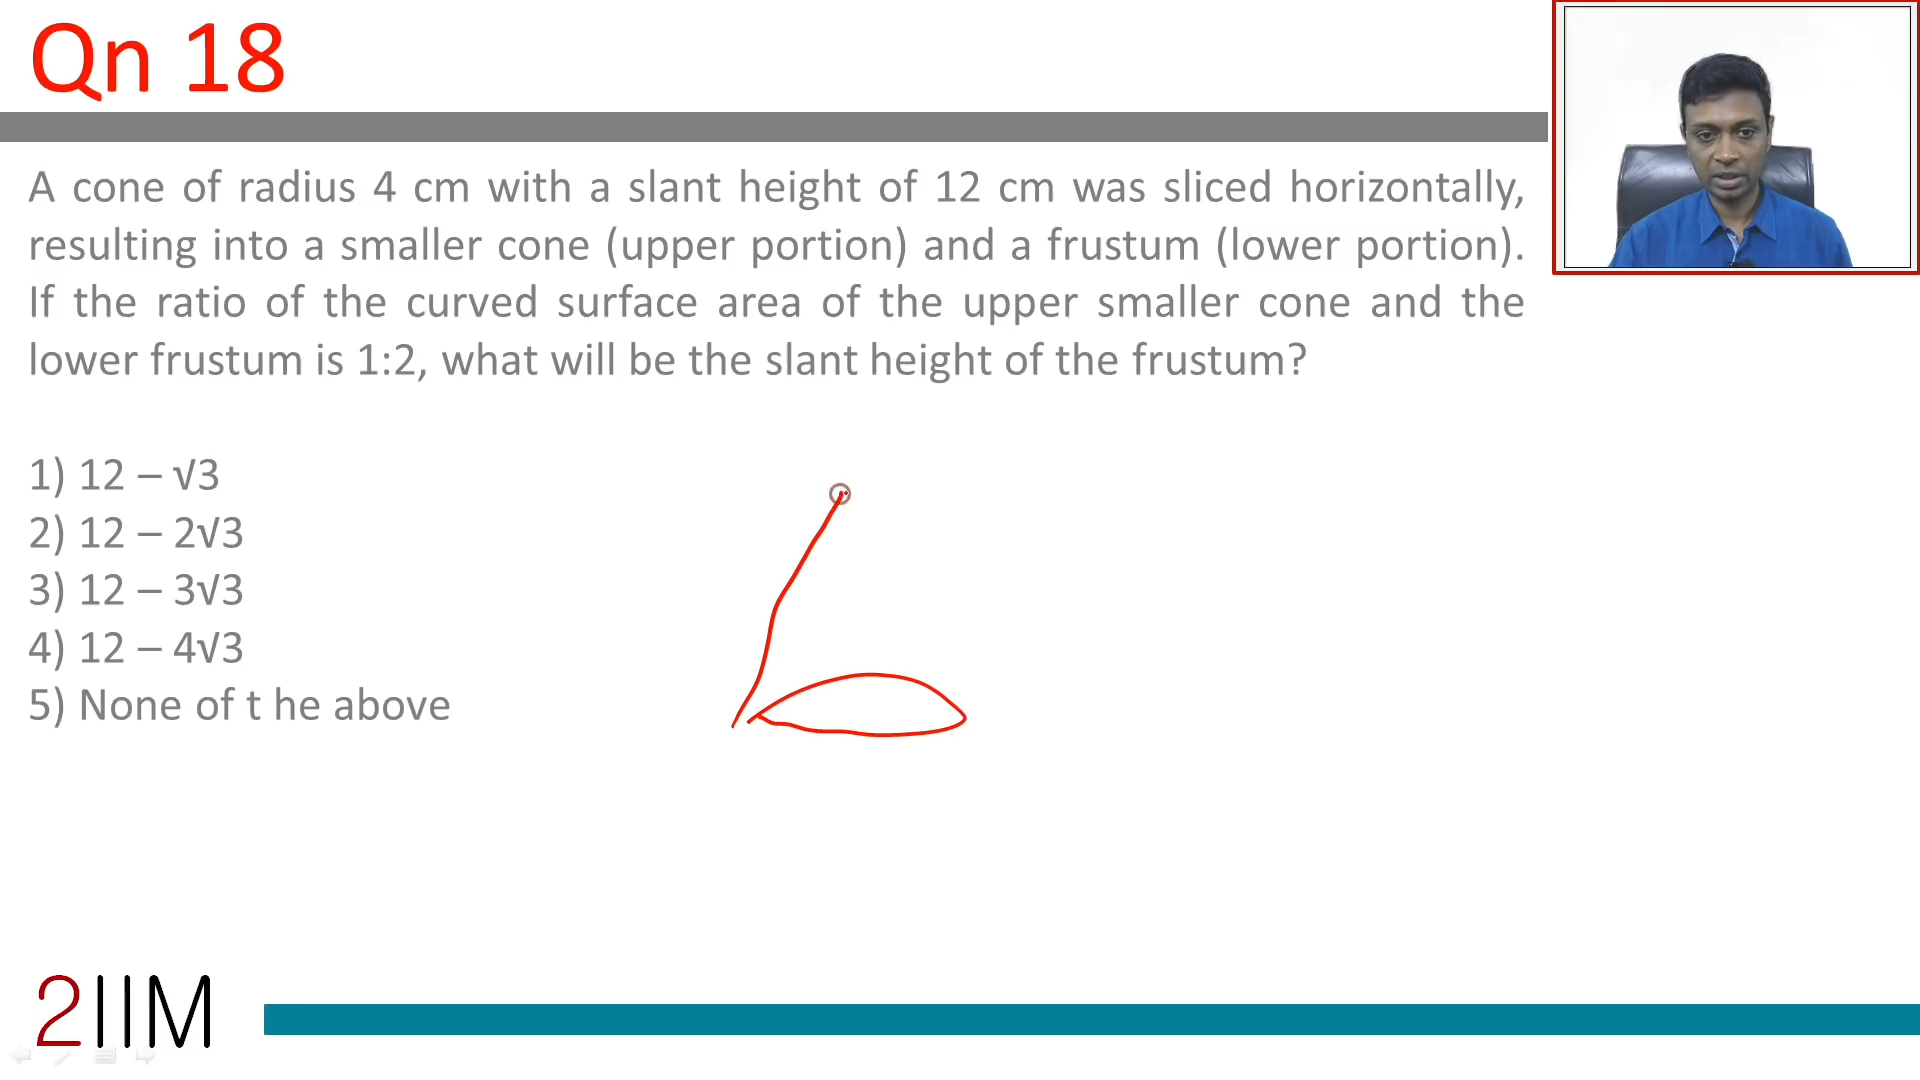 Qn 18
A cone of radius 4 cm with a slant height of 12 cm was sliced horizontally,
resulting into a smaller cone (upper portion) and a frustum (lower portion).
If the ratio of the curved surface area of the upper smaller cone and the
lower frustum is 1:2, what will be the slant height of the frustum?
1) 12 – √3
2) 12 – 2√3
3) 12 – 3√3
4) 12 – 4√3
5) None of t he above
2IIM